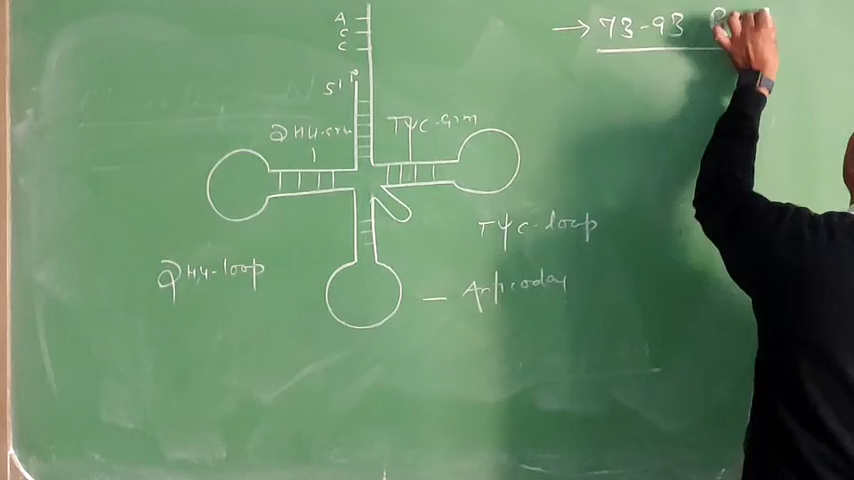 A
C
C
→ 73-93
5' P
DHU-arm
TψC-arm
TψC-loop
DHU-loop
— Anticodon